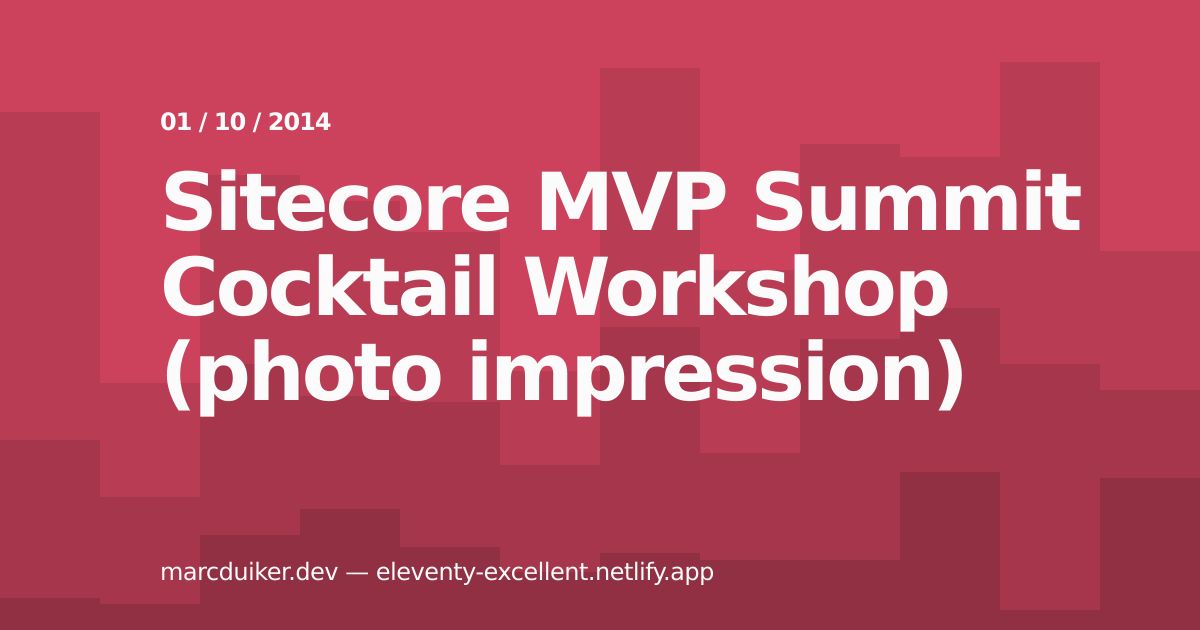 01 / 10 / 2014
Sitecore MVP Summit
Cocktail Workshop
(photo impression)
marcduiker.dev — eleventy-excellent.netlify.app